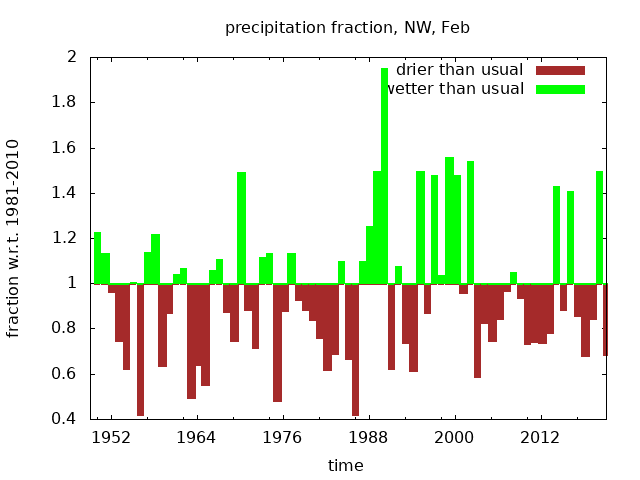 precipitation fraction, NW, Feb
fraction w.r.t. 1981-2010
2
1.8
1.6
1.4
1.2
1
0.8
0.6
0.4
drier than usual
wetter than usual
1952 1964 1976 1988 2000 2012
time